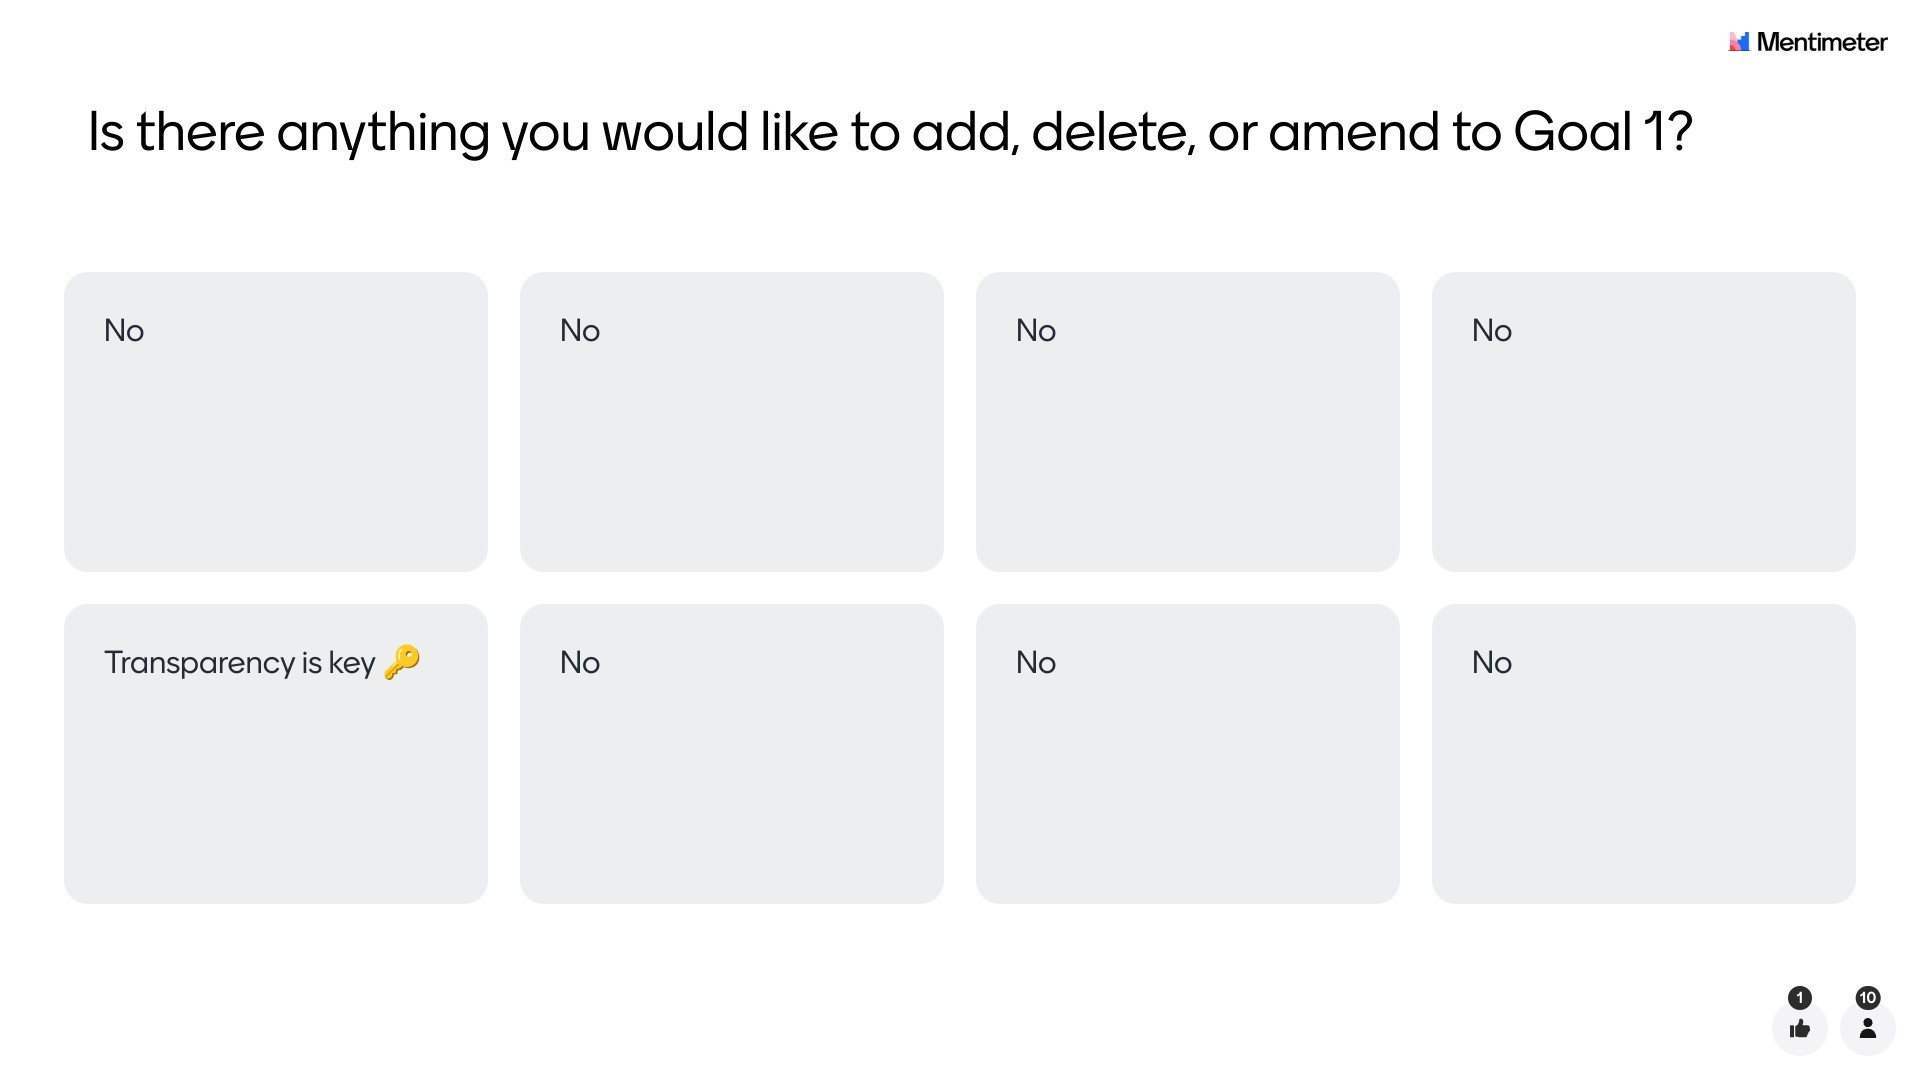 Mentimeter
Is there anything you would like to add, delete, or amend to Goal 1?
No
No
No
No
Transparency is key 🔑
No
No
No
1
10